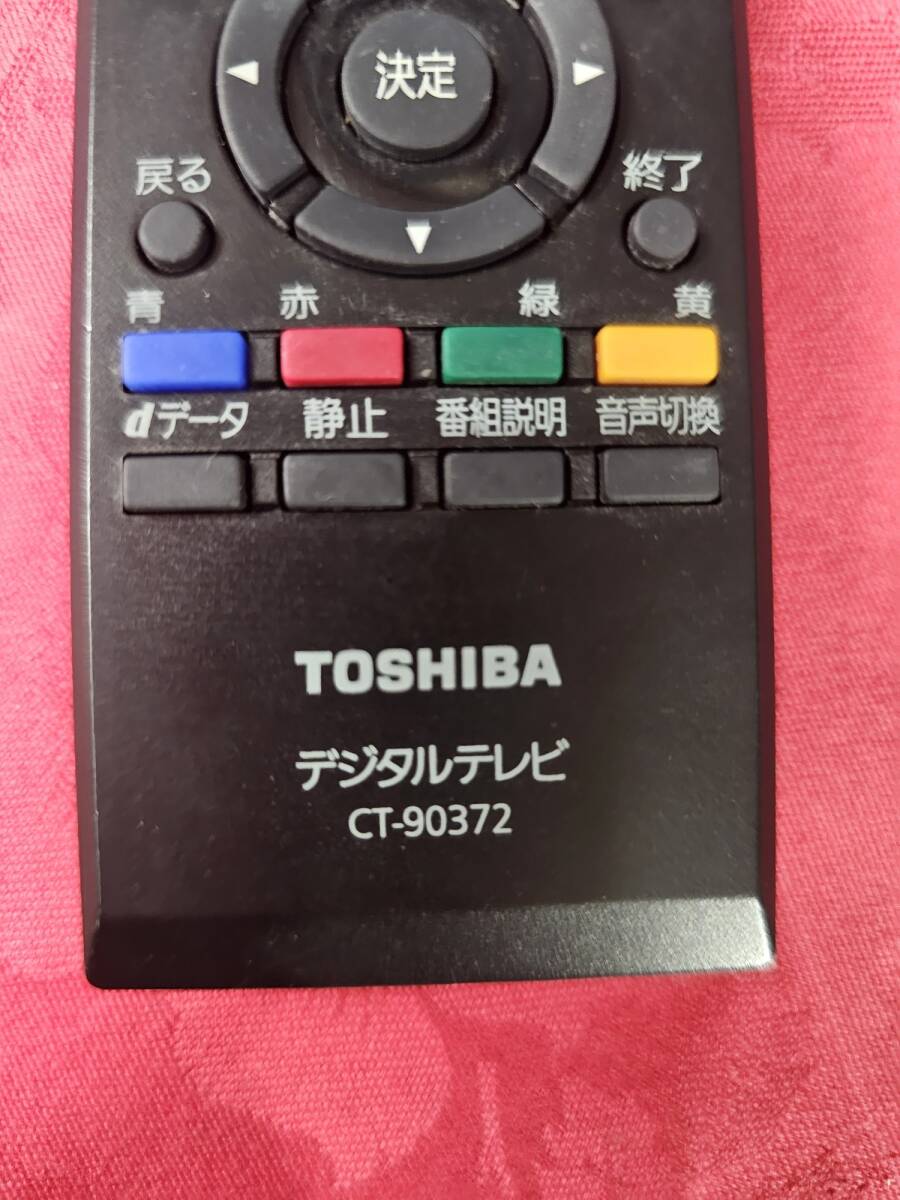 決定
戻る 終了
青 赤 緑 黄
dデータ 静止 番組説明 音声切換
TOSHIBA
デジタルテレビ
CT-90372